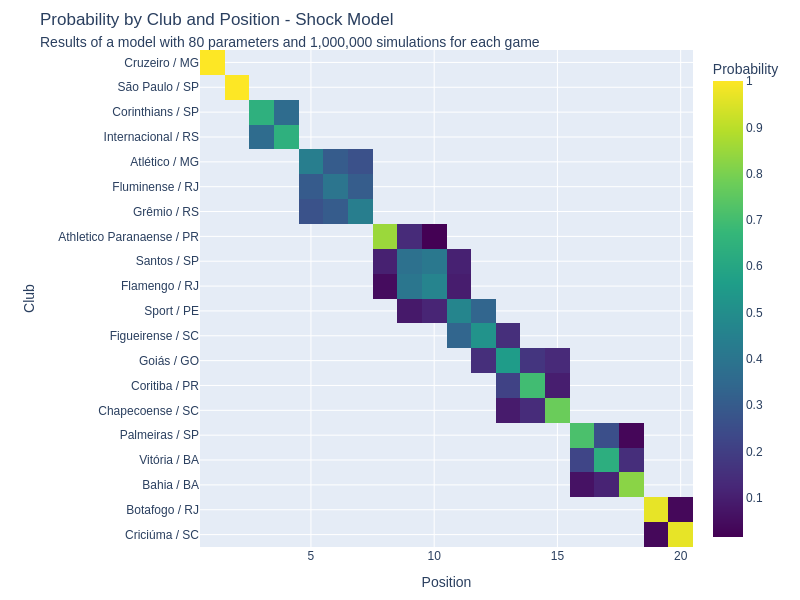 Probability by Club and Position - Shock Model
Results of a model with 80 parameters and 1,000,000 simulations for each game
Club
Cruzeiro / MG
São Paulo / SP
Corinthians / SP
Internacional / RS
Atlético / MG
Fluminense / RJ
Grêmio / RS
Athletico Paranaense / PR
Santos / SP
Flamengo / RJ
Sport / PE
Figueirense / SC
Goiás / GO
Coritiba / PR
Chapecoense / SC
Palmeiras / SP
Vitória / BA
Bahia / BA
Botafogo / RJ
Criciúma / SC
5 10 15 20
Position
Probability
1
0.9
0.8
0.7
0.6
0.5
0.4
0.3
0.2
0.1